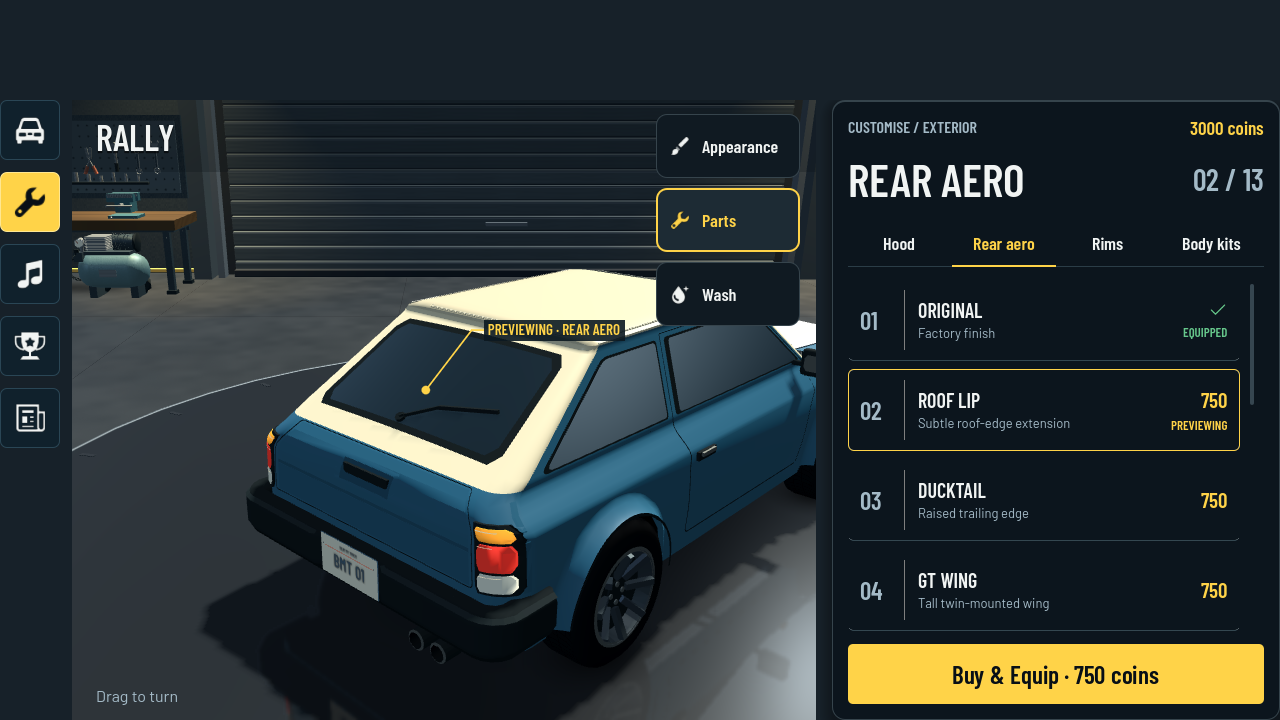 RALLY
Appearance
Parts
Wash
PREVIEWING · REAR AERO
BMT 01
Drag to turn
CUSTOMISE / EXTERIOR
3000 coins
REAR AERO
02 / 13
Hood
Rear aero
Rims
Body kits
01
ORIGINAL
Factory finish
EQUIPPED
02
ROOF LIP
Subtle roof-edge extension
750
PREVIEWING
03
DUCKTAIL
Raised trailing edge
750
04
GT WING
Tall twin-mounted wing
750
Buy & Equip · 750 coins